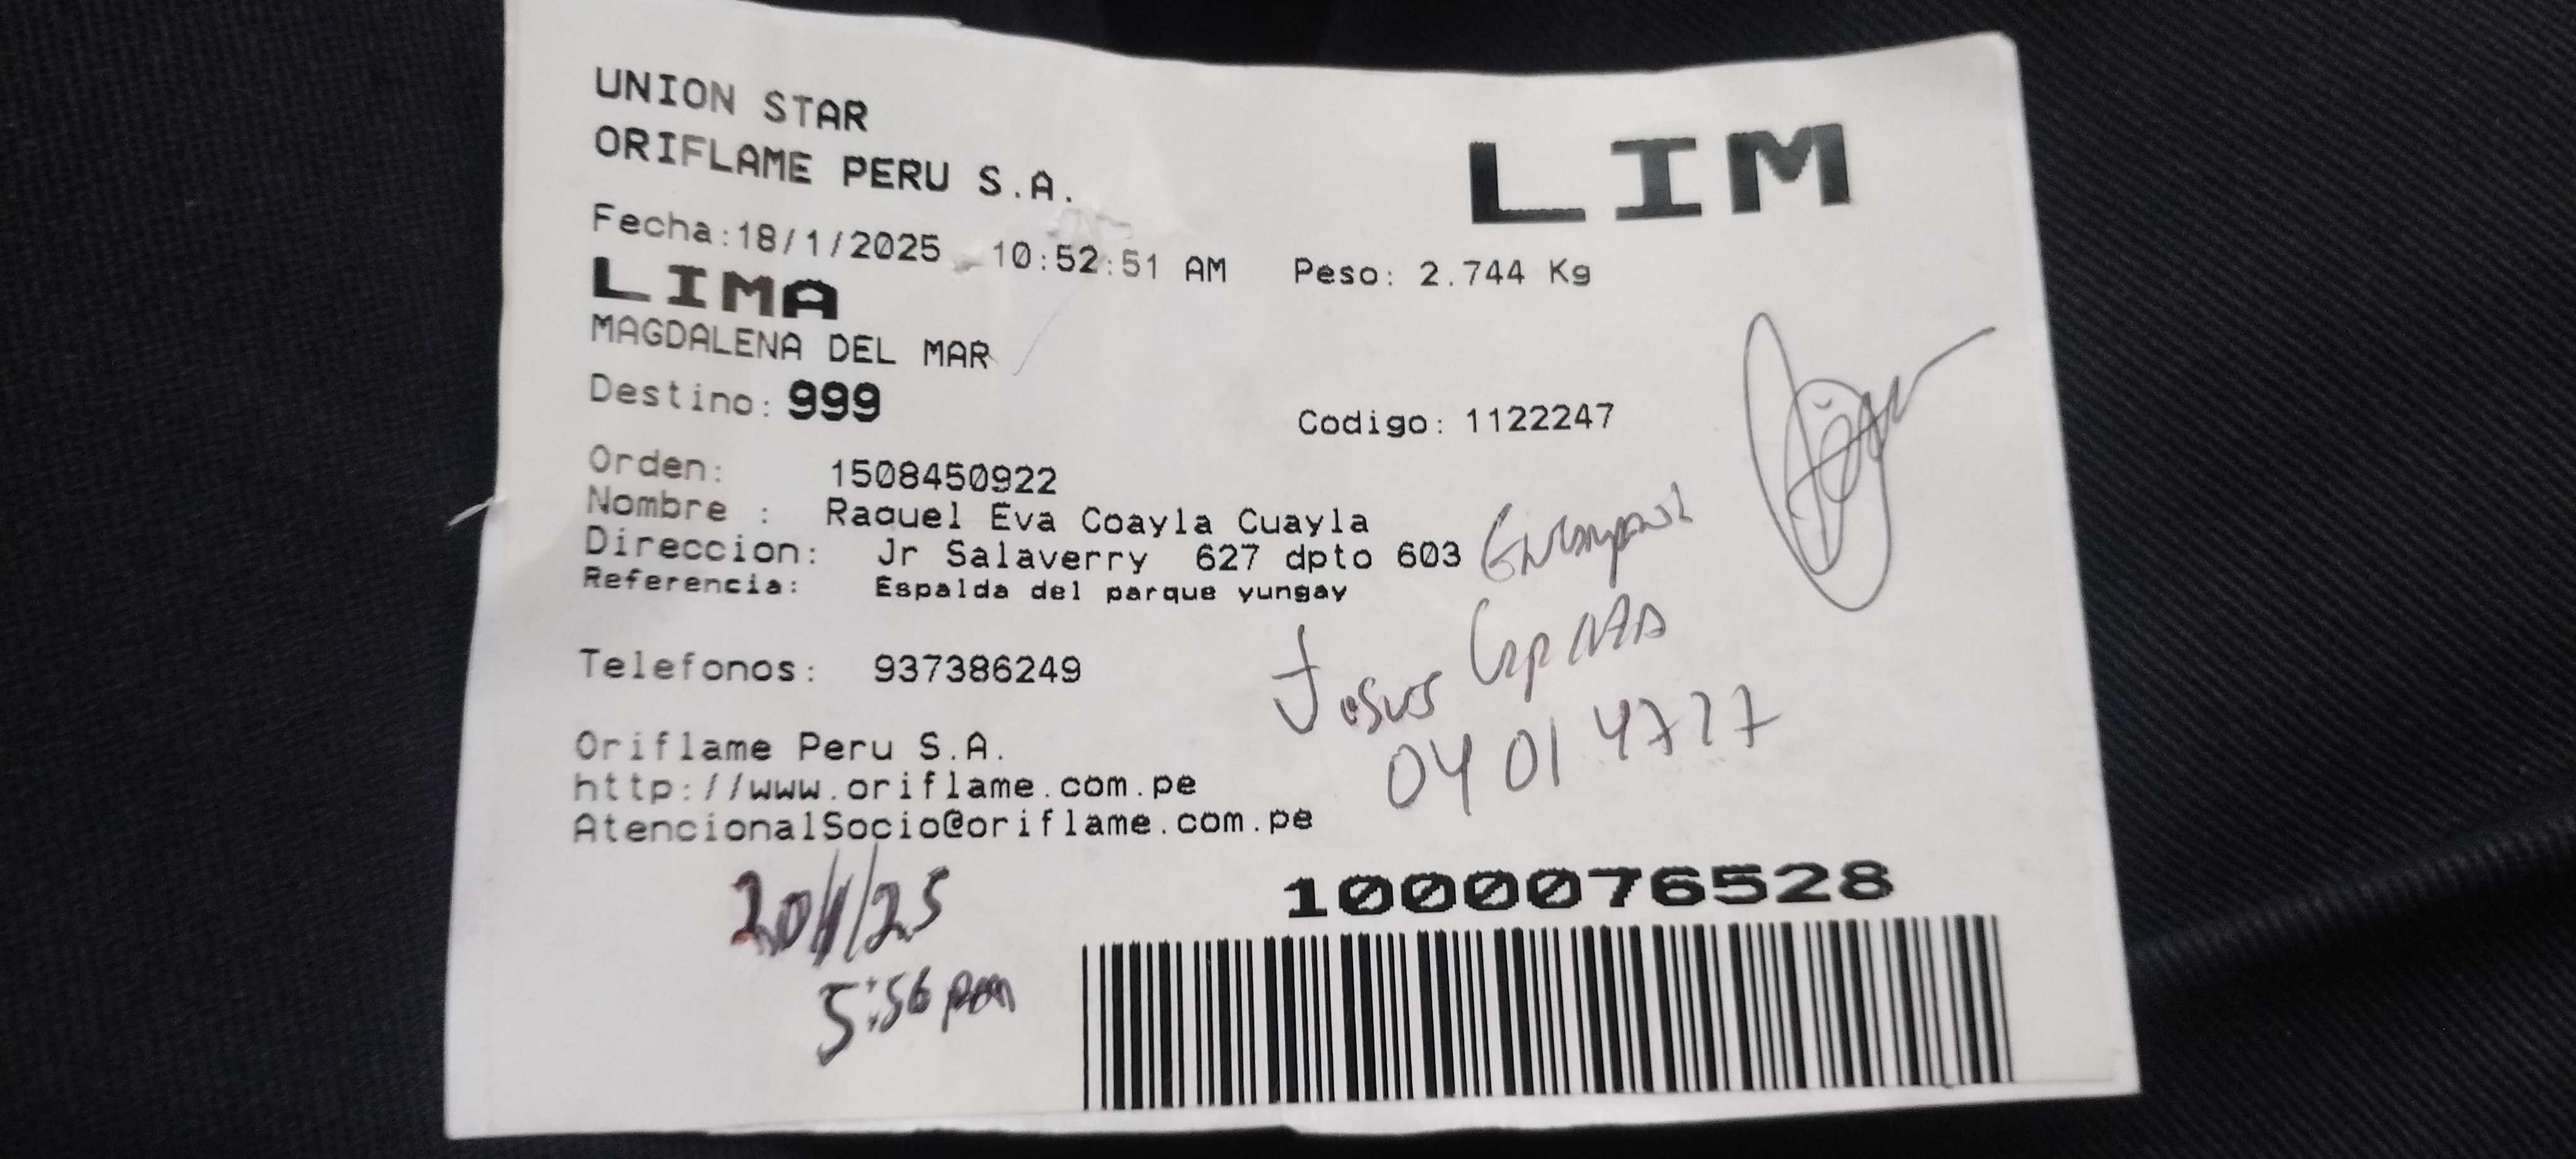 UNION STAR
ORIFLAME PERU S.A.
LIM
Fecha:18/1/2025 10:52:51 AM Peso: 2.744 Kg
LIMA
MAGDALENA DEL MAR
Destino: 999 Codigo: 1122247
Orden: 1508450922
Nombre : Raquel Eva Coayla Cuayla
Direccion: Jr Salaverry 627 dpto 603
Referencia: Espalda del parque yungay
Telefonos: 937386249
Jesus
04014727
Oriflame Peru S.A.
http://www.oriflame.com.pe
AtencionalSocio@oriflame.com.pe
20/1/25
5:56 pm
1000076528